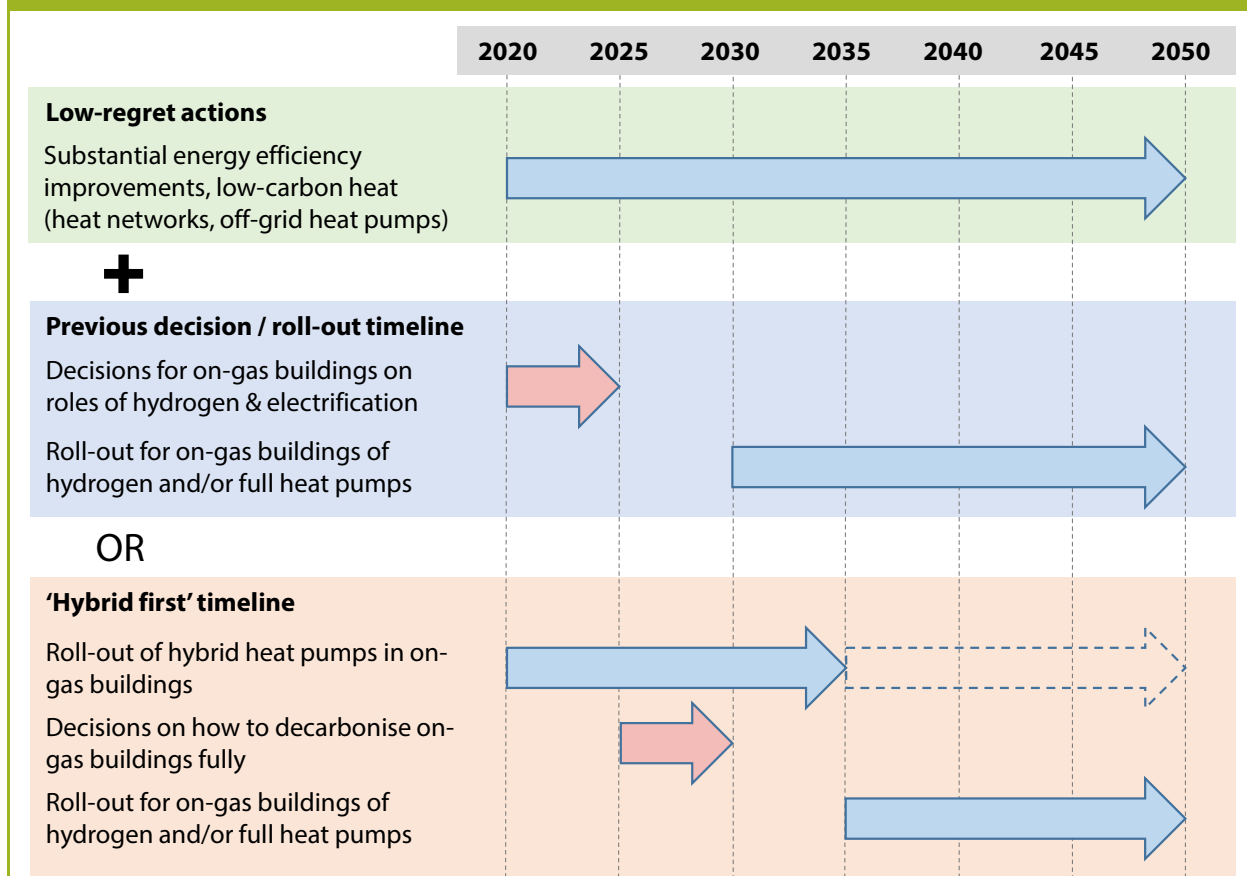 2020 2025 2030 2035 2040 2045 2050
Low-regret actions
Substantial energy efficiency
improvements, low-carbon heat
(heat networks, off-grid heat pumps)
+
Previous decision / roll-out timeline
Decisions for on-gas buildings on
roles of hydrogen & electrification
Roll-out for on-gas buildings of
hydrogen and/or full heat pumps
OR
‘Hybrid first’ timeline
Roll-out of hybrid heat pumps in on-
gas buildings
Decisions on how to decarbonise on-
gas buildings fully
Roll-out for on-gas buildings of
hydrogen and/or full heat pumps